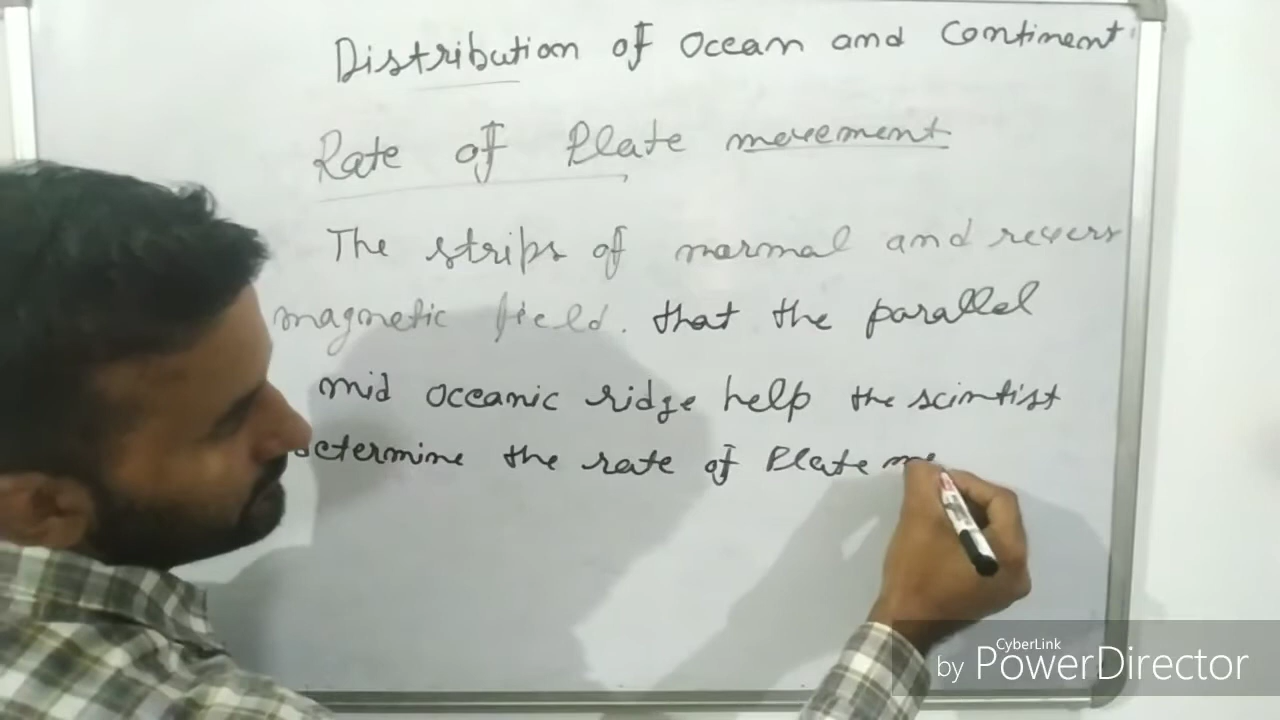 Distribution of Ocean and Continent
Rate of Plate movement
The strips of normal and revers
magnetic field. that the parallel
mid oceanic ridge help the scintist
determine the rate of Plate
CyberLink
by PowerDirector